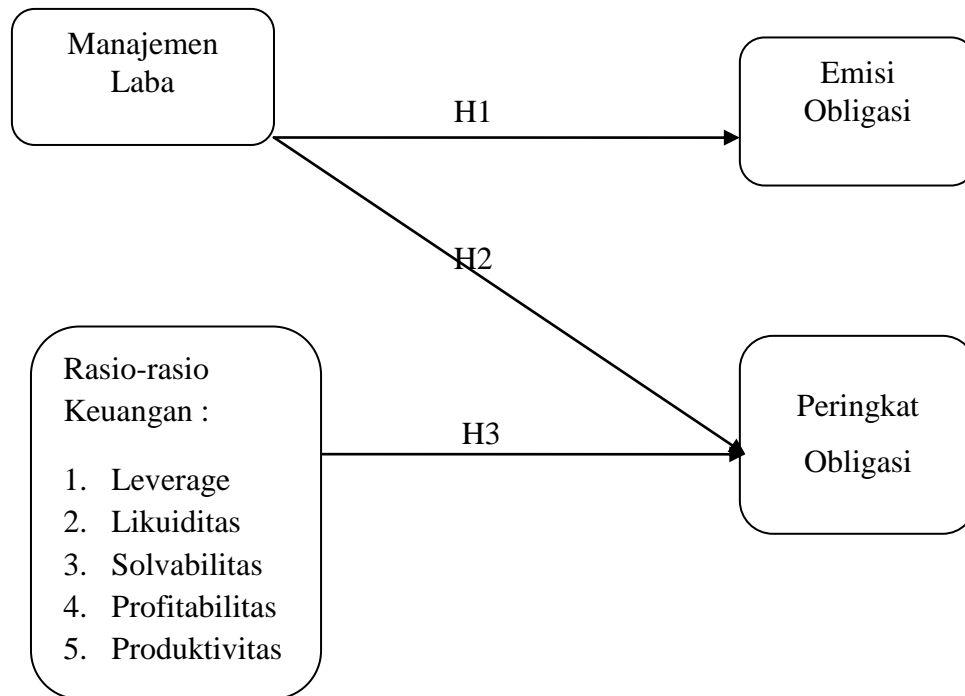 Manajemen
Laba
Emisi
Obligasi
H1
H2
Rasio-rasio
Keuangan :
1. Leverage
2. Likuiditas
3. Solvabilitas
4. Profitabilitas
5. Produktivitas
H3
Peringkat
Obligasi